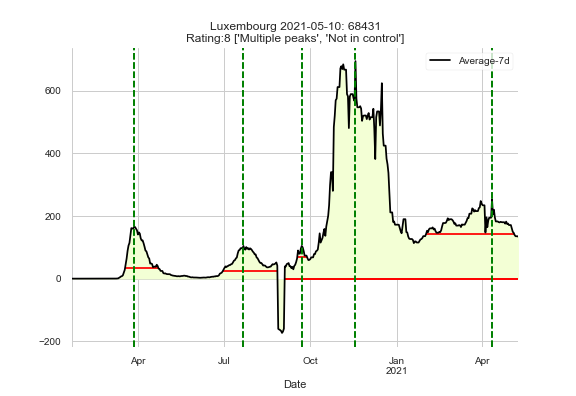 Luxembourg 2021-05-10: 68431
Rating:8 ['Multiple peaks', 'Not in control']
Average-7d
600
400
200
0
−200
Apr
Jul
Oct
Jan
2021
Apr
Date